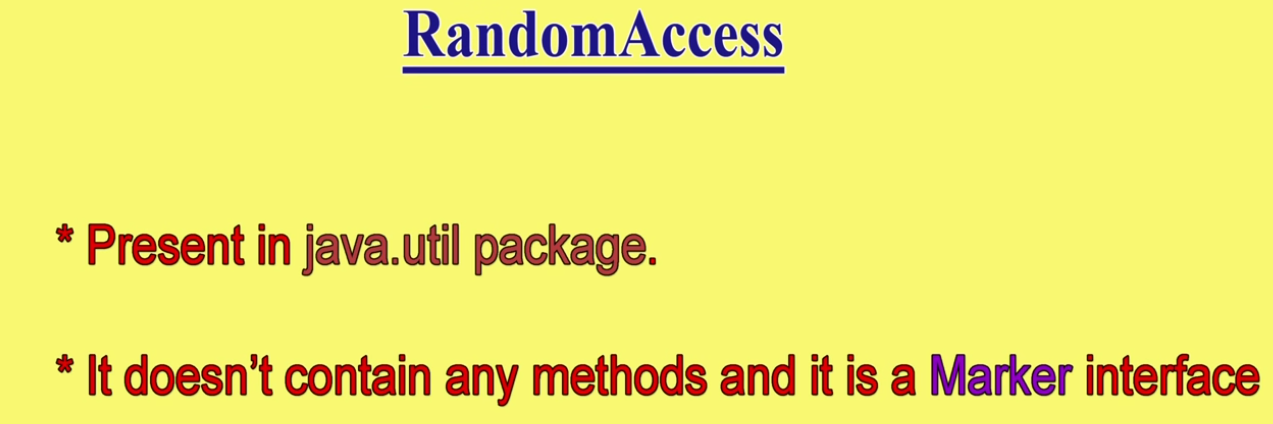 RandomAccess
* Present in java.util package.
* It doesn’t contain any methods and it is a Marker interface